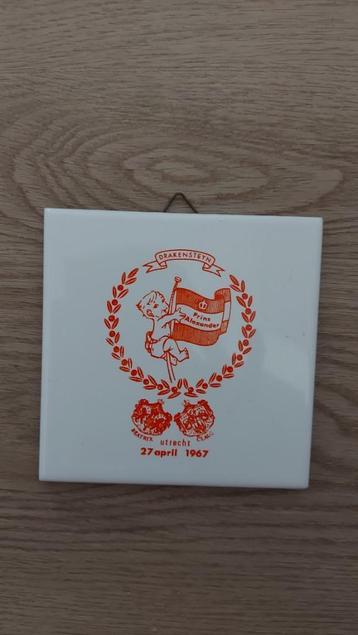 DRAKENSTEYN
Prins
Alexander
BEATRIX CLAUS
utrecht
27 april 1967